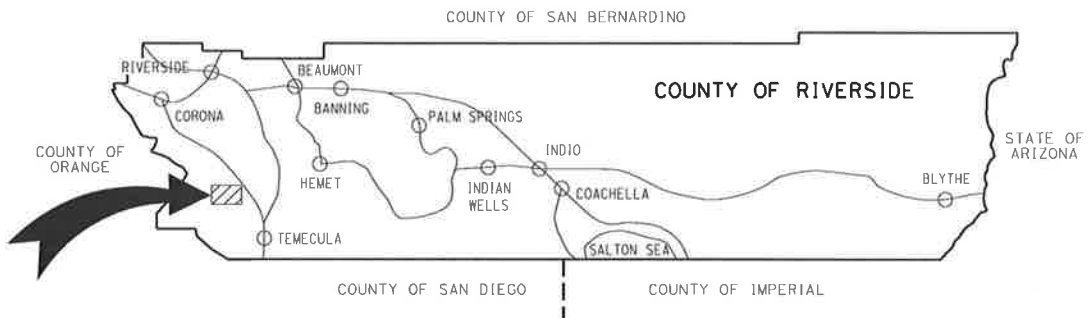 COUNTY OF SAN BERNARDINO
RIVERSIDE
BEAUMONT
COUNTY OF RIVERSIDE
CORONA
BANNING
PALM SPRINGS
COUNTY OF
ORANGE
STATE OF
ARIZONA
INDIO
HEMET
INDIAN
WELLS
COACHELLA
BLYTHE
TEMECULA
SALTON SEA
COUNTY OF SAN DIEGO
COUNTY OF IMPERIAL